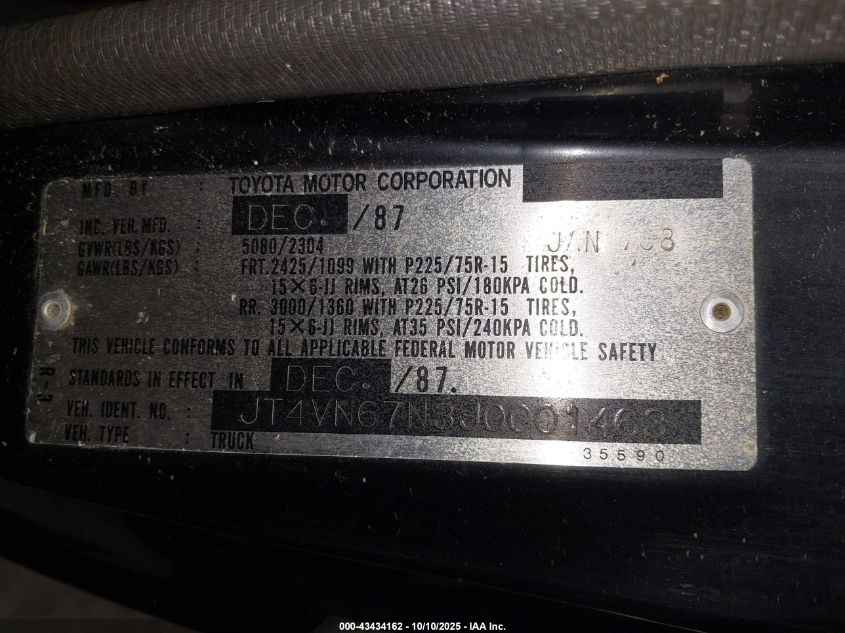 MFD. BY : TOYOTA MOTOR CORPORATION
INC. VEH. MFD. : DEC. /87
JAN '88
GVWR(LBS/KGS) : 5080/2304
GAWR(LBS/KGS) : FRT. 2425/1099 WITH P225/75R-15 TIRES,
15×6-JJ RIMS, AT26 PSI/180KPA COLD.
RR. 3000/1360 WITH P225/75R-15 TIRES,
15×6-JJ RIMS, AT35 PSI/240KPA COLD.
THIS VEHICLE CONFORMS TO ALL APPLICABLE FEDERAL MOTOR VEHICLE SAFETY
STANDARDS IN EFFECT IN DEC. /87.
R-3
VEH. IDENT. NO. : JT4VN67N3J0001463
VEH. TYPE : TRUCK
35590
000-43434162 - 10/10/2025 - IAA Inc.